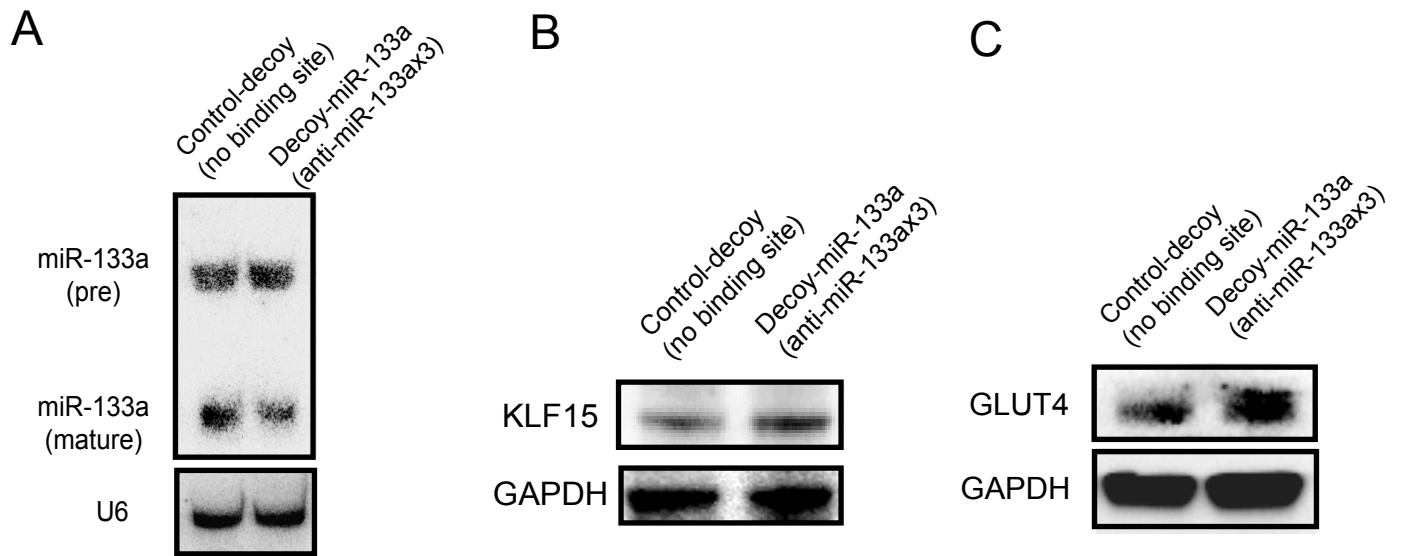 A
Control-decoy
(no binding site)
Decoy-miR-133a
(anti-miR-133ax3)
miR-133a
(pre)
miR-133a
(mature)
U6
B
Control-decoy
(no binding site)
Decoy-miR-133a
(anti-miR-133ax3)
KLF15
GAPDH
C
Control-decoy
(no binding site)
Decoy-miR-133a
(anti-miR-133ax3)
GLUT4
GAPDH